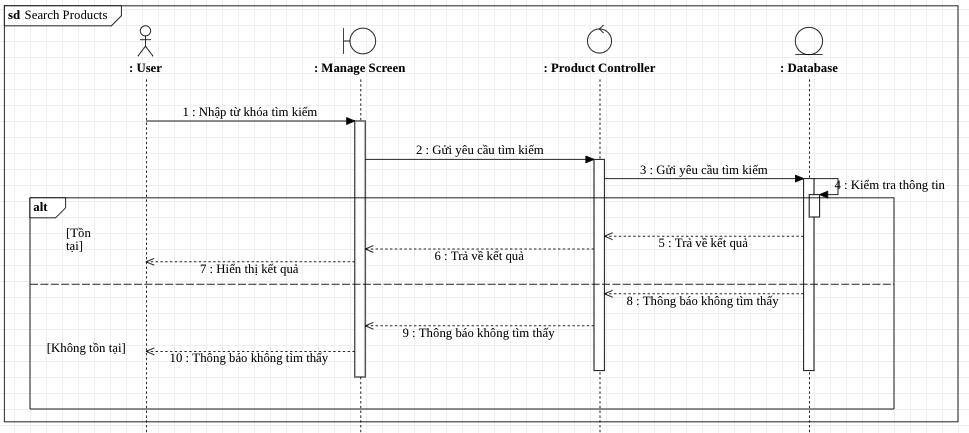 sd Search Products
: User
: Manage Screen
: Product Controller
: Database
1 : Nhập từ khóa tìm kiếm
2 : Gửi yêu cầu tìm kiếm
3 : Gửi yêu cầu tìm kiếm
4 : Kiểm tra thông tin
alt
[Tồn
tại]
5 : Trả về kết quả
6 : Trả về kết quả
7 : Hiển thị kết quả
8 : Thông báo không tìm thấy
9 : Thông báo không tìm thấy
[Không tồn tại]
10 : Thông báo không tìm thấy